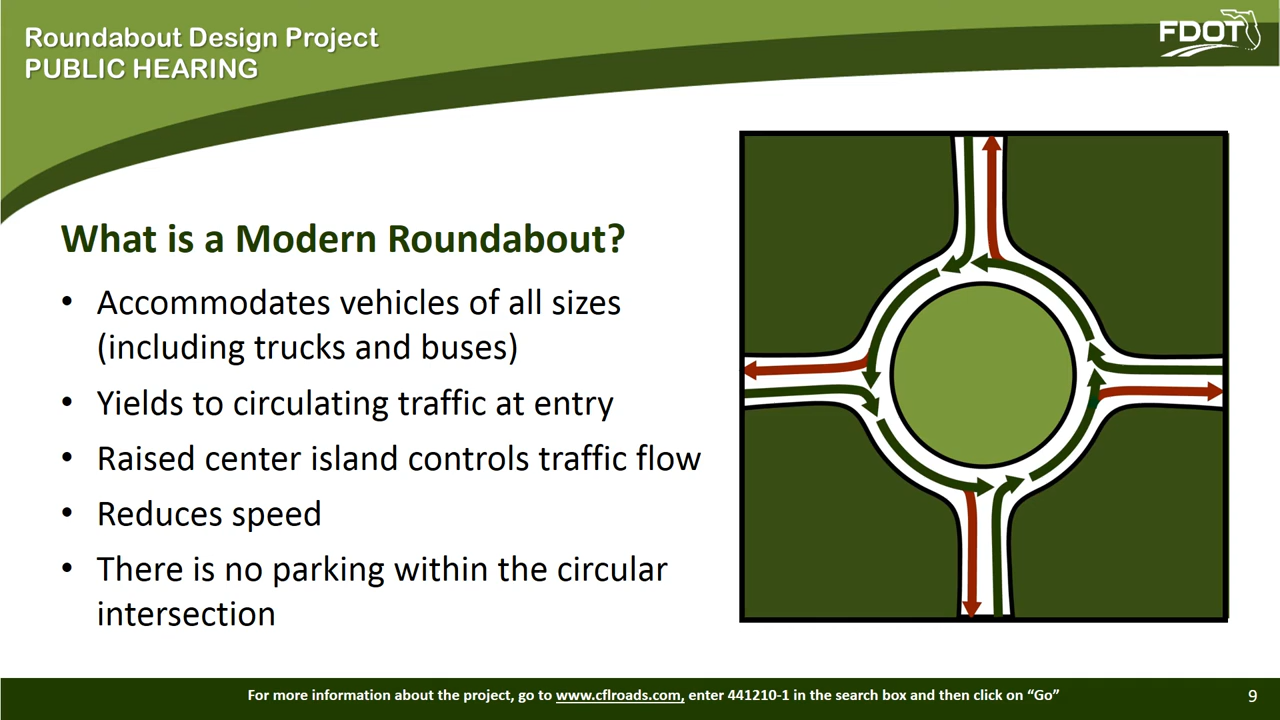 Roundabout Design Project
PUBLIC HEARING
FDOT
What is a Modern Roundabout?
• Accommodates vehicles of all sizes
(including trucks and buses)
• Yields to circulating traffic at entry
• Raised center island controls traffic flow
• Reduces speed
• There is no parking within the circular
intersection
For more information about the project, go to www.cflroads.com, enter 441210-1 in the search box and then click on “Go”
9